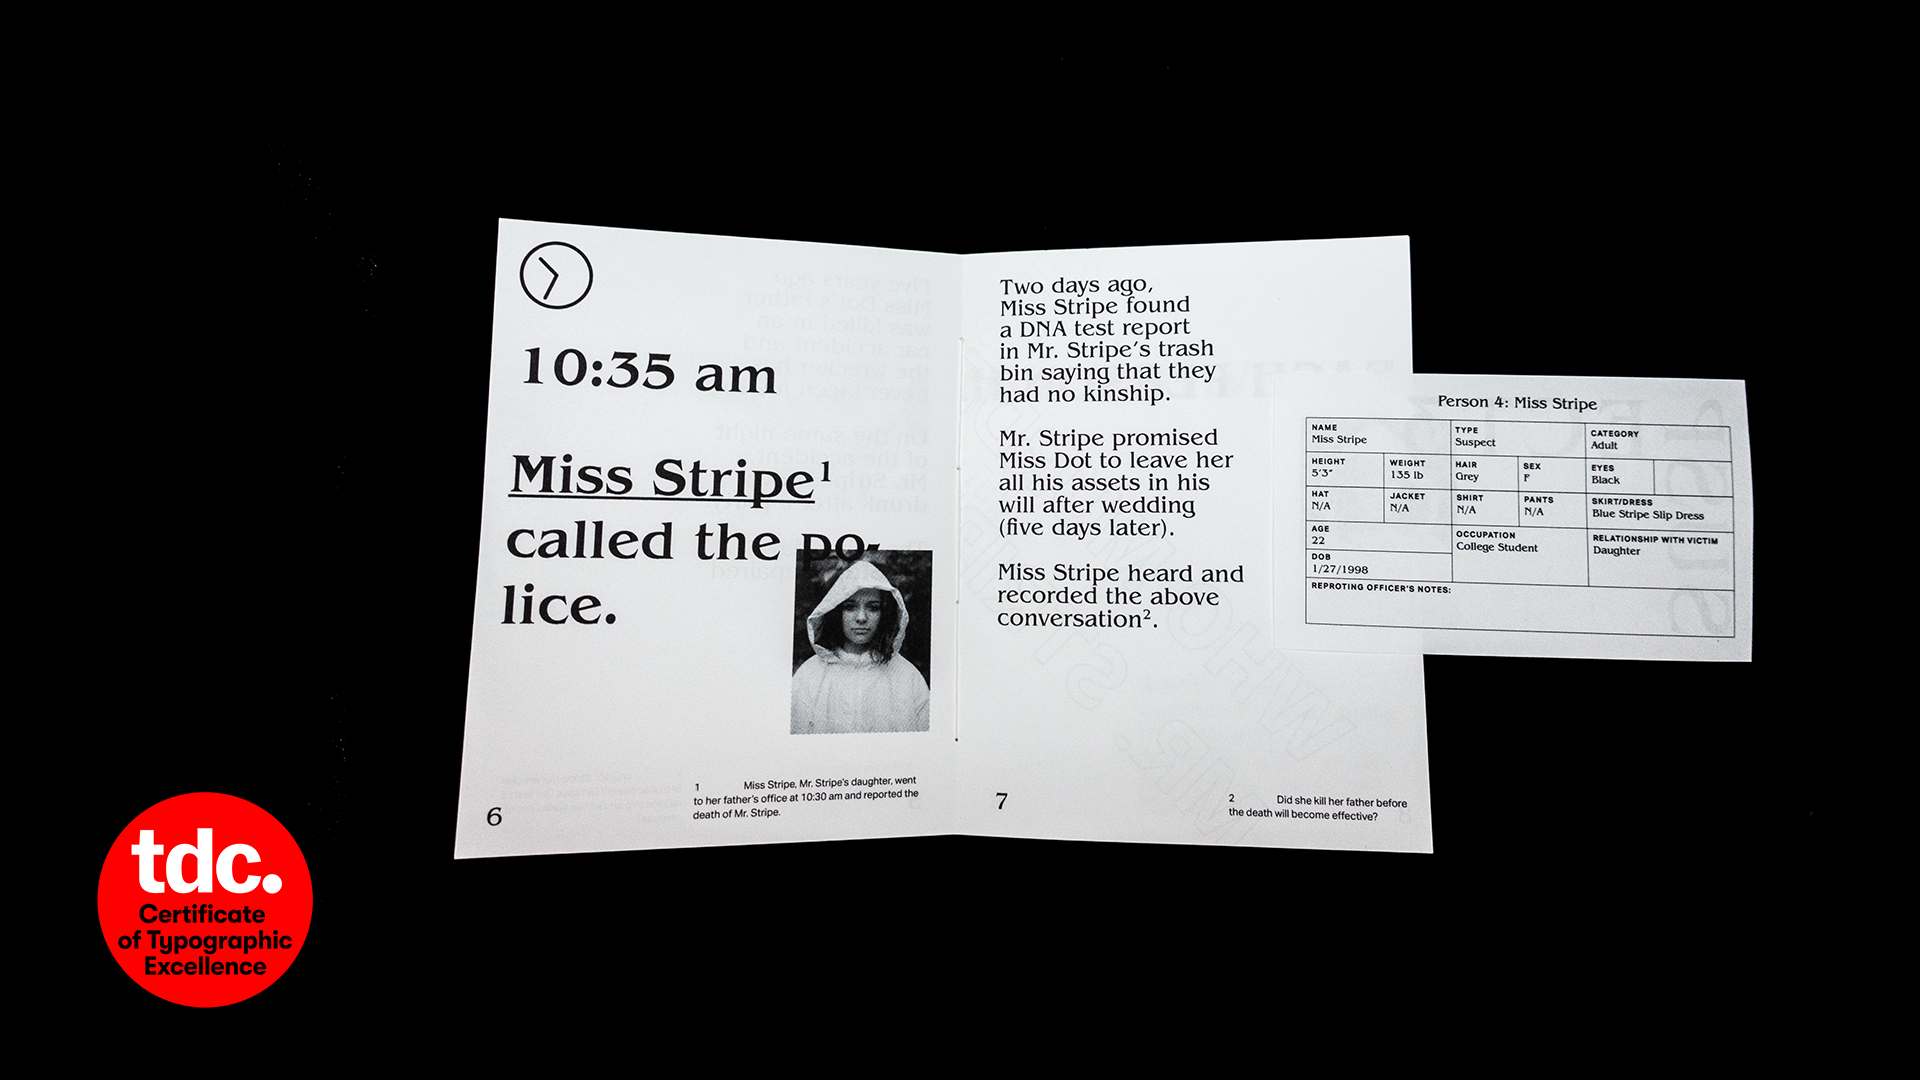 10:35 am
Miss Stripe¹
called the po-
lice.
1 Miss Stripe, Mr. Stripe's daughter, went
to her father's office at 10:30 am and reported the
death of Mr. Stripe.
6
Two days ago,
Miss Stripe found
a DNA test report
in Mr. Stripe's trash
bin saying that they
had no kinship.
Mr. Stripe promised
Miss Dot to leave her
all his assets in his
will after wedding
(five days later).
Miss Stripe heard and
recorded the above
conversation².
7
2 Did she kill her father before
the death will become effective?
8
Person 4: Miss Stripe
NAME
Miss Stripe
TYPE
Suspect
CATEGORY
Adult
HEIGHT
5'3"
WEIGHT
135 lb
HAIR
Grey
SEX
F
EYES
Black
HAT
N/A
JACKET
N/A
SHIRT
N/A
PANTS
N/A
SKIRT/DRESS
Blue Stripe Slip Dress
AGE
22
OCCUPATION
College Student
RELATIONSHIP WITH VICTIM
Daughter
DOB
1/27/1998
REPROTING OFFICER'S NOTES:
WHO
MR. STRIPE
tdc.
Certificate
of Typographic
Excellence